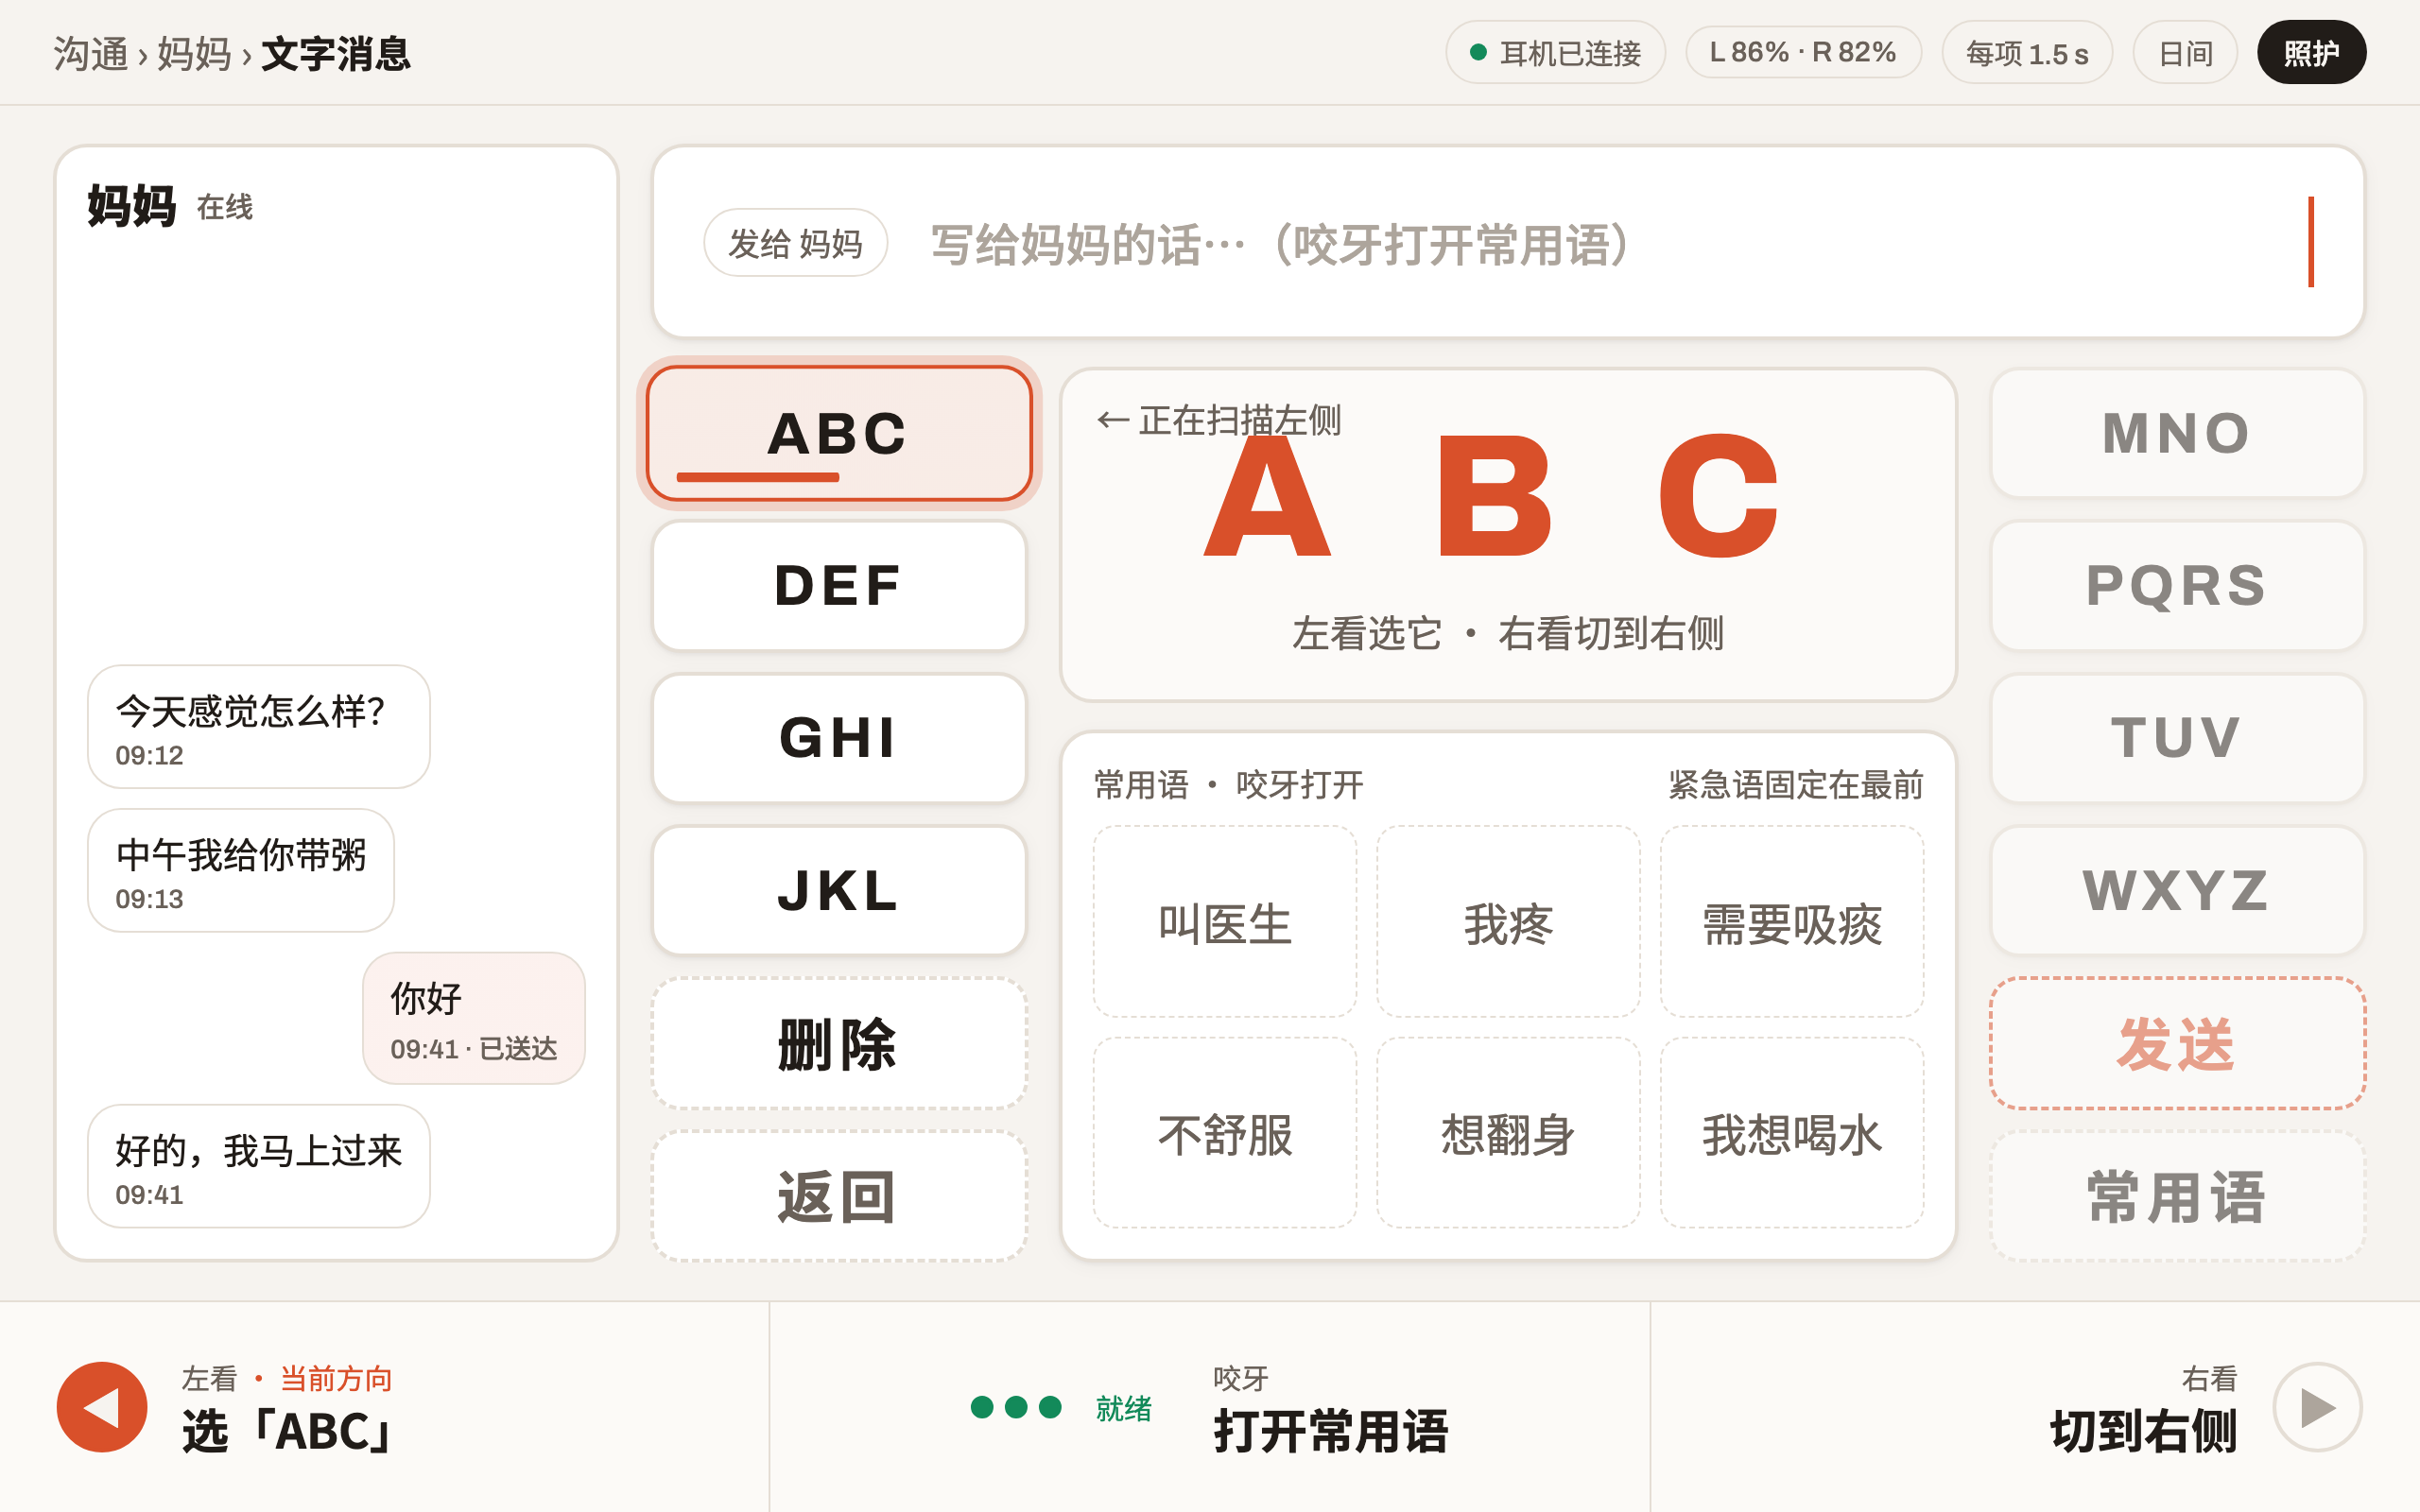 沟通 › 妈妈 › 文字消息
耳机已连接
L 86% · R 82%
每项 1.5 s
日间
照护
妈妈 在线
今天感觉怎么样？
09:12
中午我给你带粥
09:13
你好
09:41 · 已送达
好的，我马上过来
09:41
发给 妈妈
写给妈妈的话…（咬牙打开常用语）
ABC
DEF
GHI
JKL
删除
返回
← 正在扫描左侧
A B C
左看选它 · 右看切到右侧
常用语 · 咬牙打开
紧急语固定在最前
叫医生
我疼
需要吸痰
不舒服
想翻身
我想喝水
MNO
PQRS
TUV
WXYZ
发送
常用语
左看 · 当前方向
选「ABC」
就绪
咬牙
打开常用语
右看
切到右侧